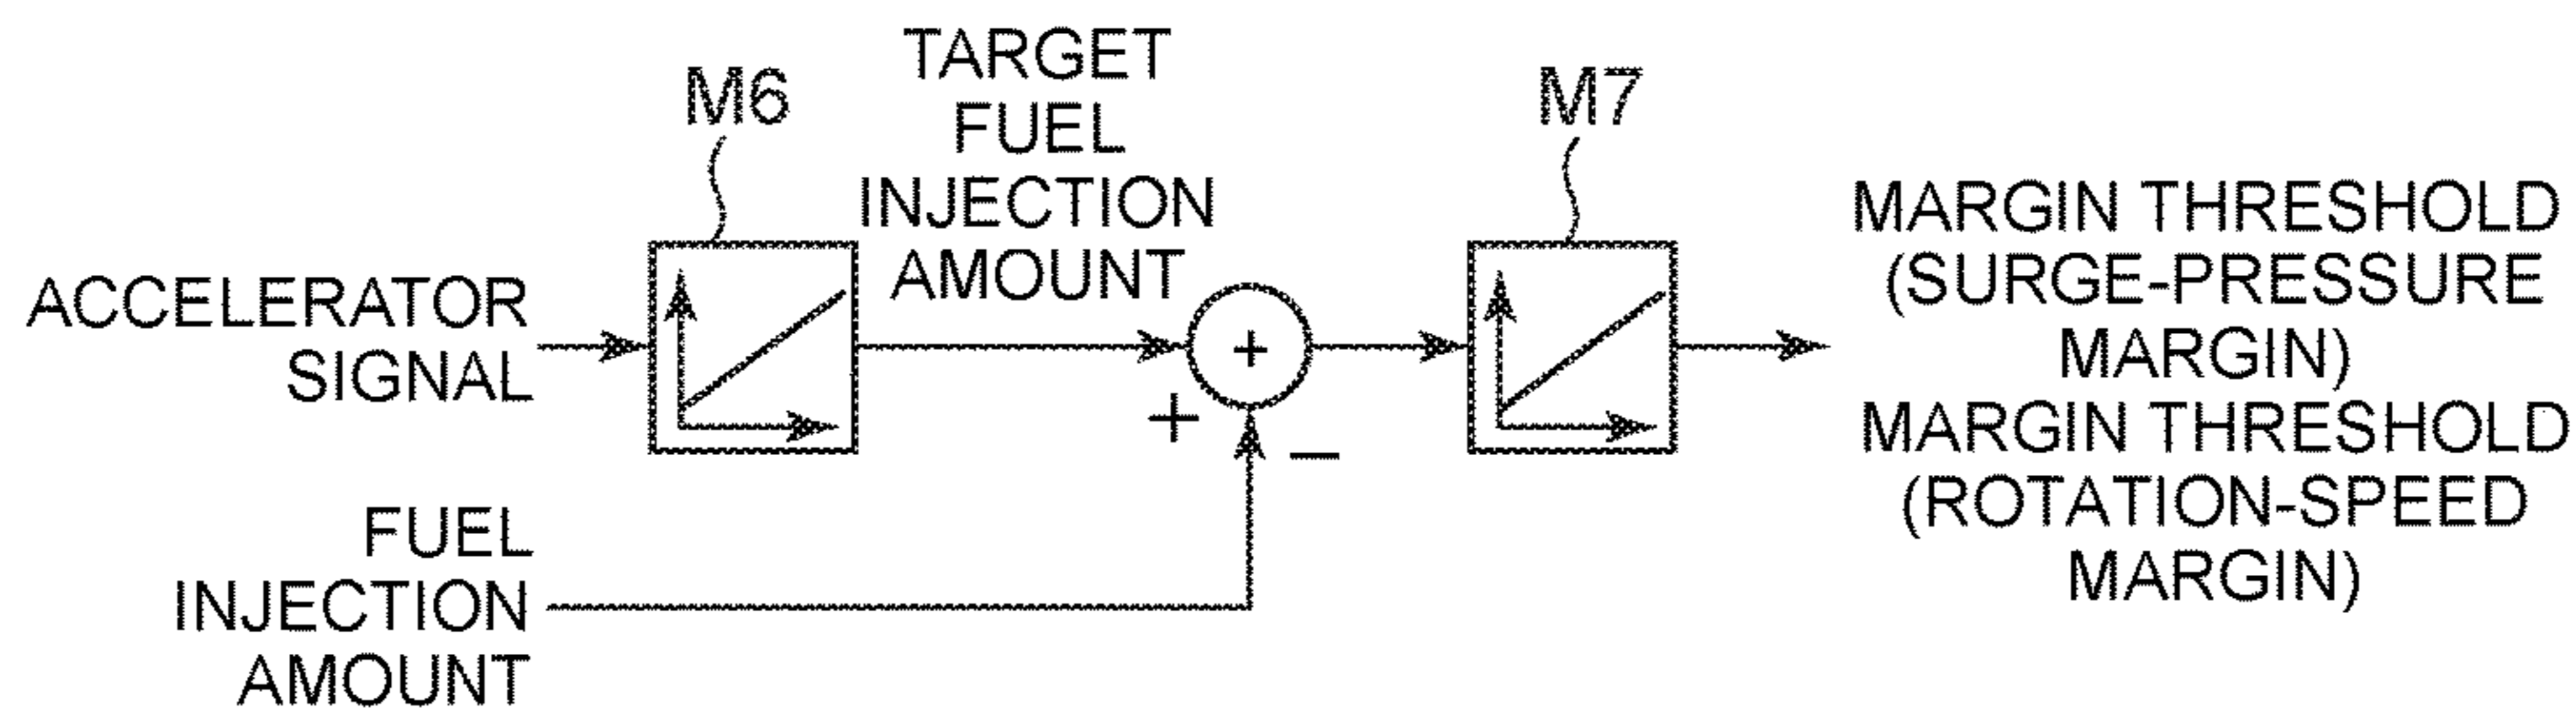 M6
TARGET
FUEL
INJECTION
AMOUNT
M7
ACCELERATOR
SIGNAL
+
+
−
FUEL
INJECTION
AMOUNT
MARGIN THRESHOLD
(SURGE-PRESSURE
MARGIN)
MARGIN THRESHOLD
(ROTATION-SPEED
MARGIN)